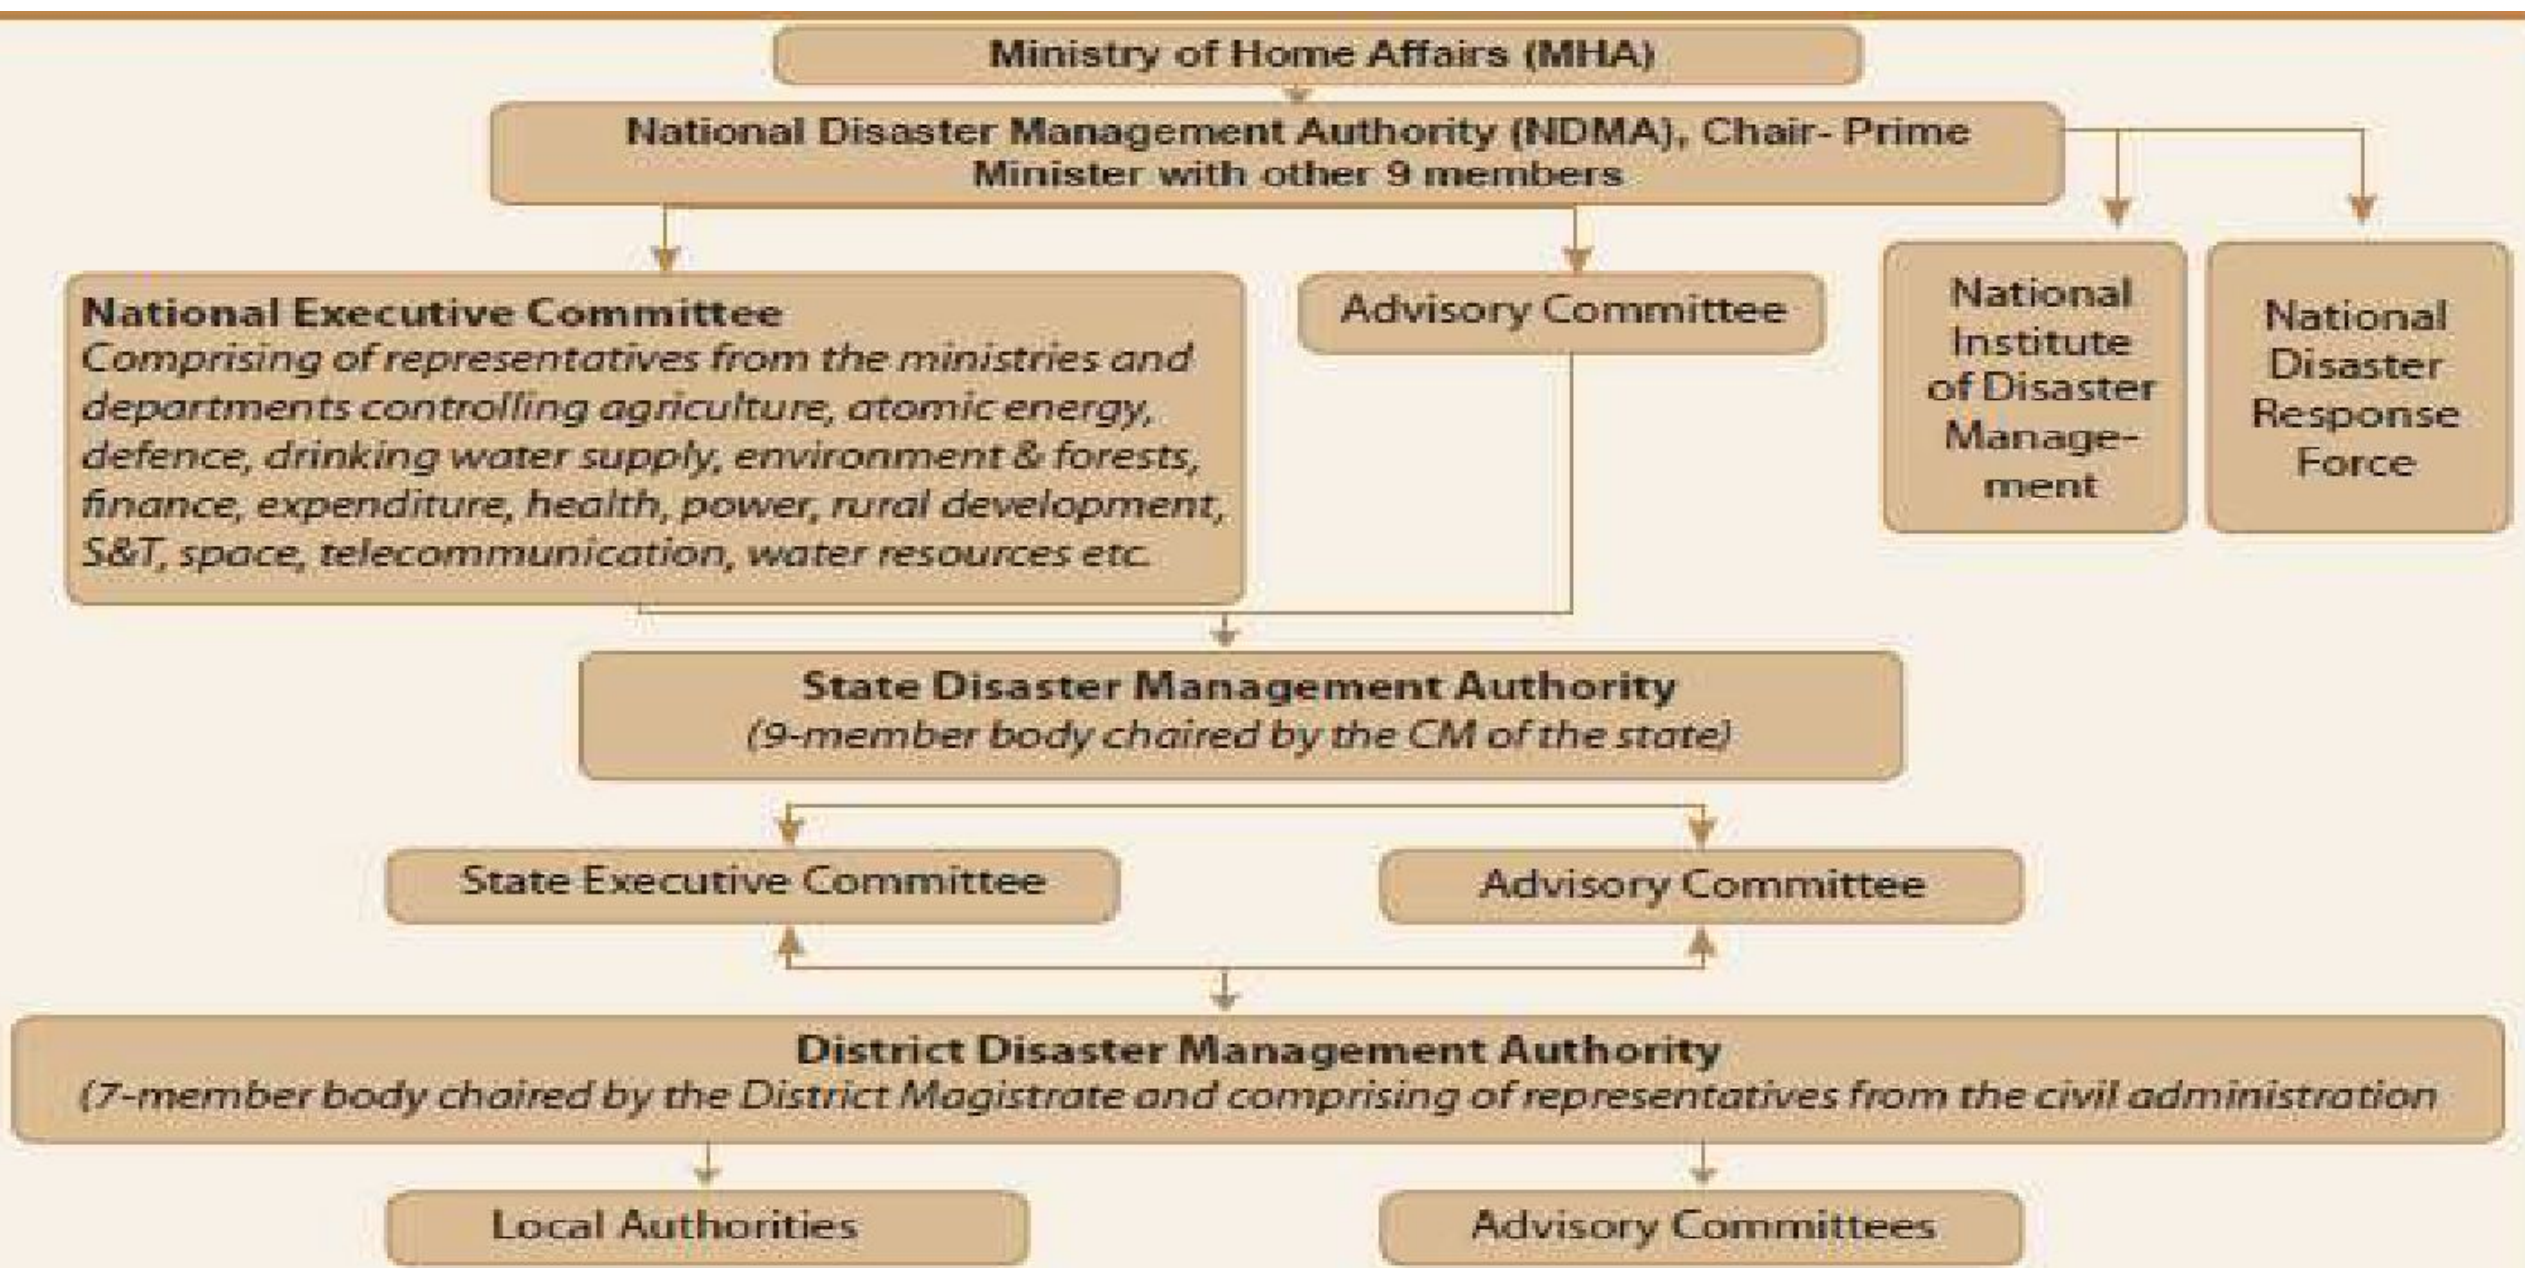 Ministry of Home Affairs (MHA)
National Disaster Management Authority (NDMA), Chair- Prime
Minister with other 9 members
National Executive Committee
Comprising of representatives from the ministries and
departments controlling agriculture, atomic energy,
defence, drinking water supply, environment & forests,
finance, expenditure, health, power, rural development,
S&T, space, telecommunication, water resources etc.
Advisory Committee
National
Institute
of Disaster
Manage-
ment
National
Disaster
Response
Force
State Disaster Management Authority
(9-member body chaired by the CM of the state)
State Executive Committee
Advisory Committee
District Disaster Management Authority
(7-member body chaired by the District Magistrate and comprising of representatives from the civil administration
Local Authorities
Advisory Committees